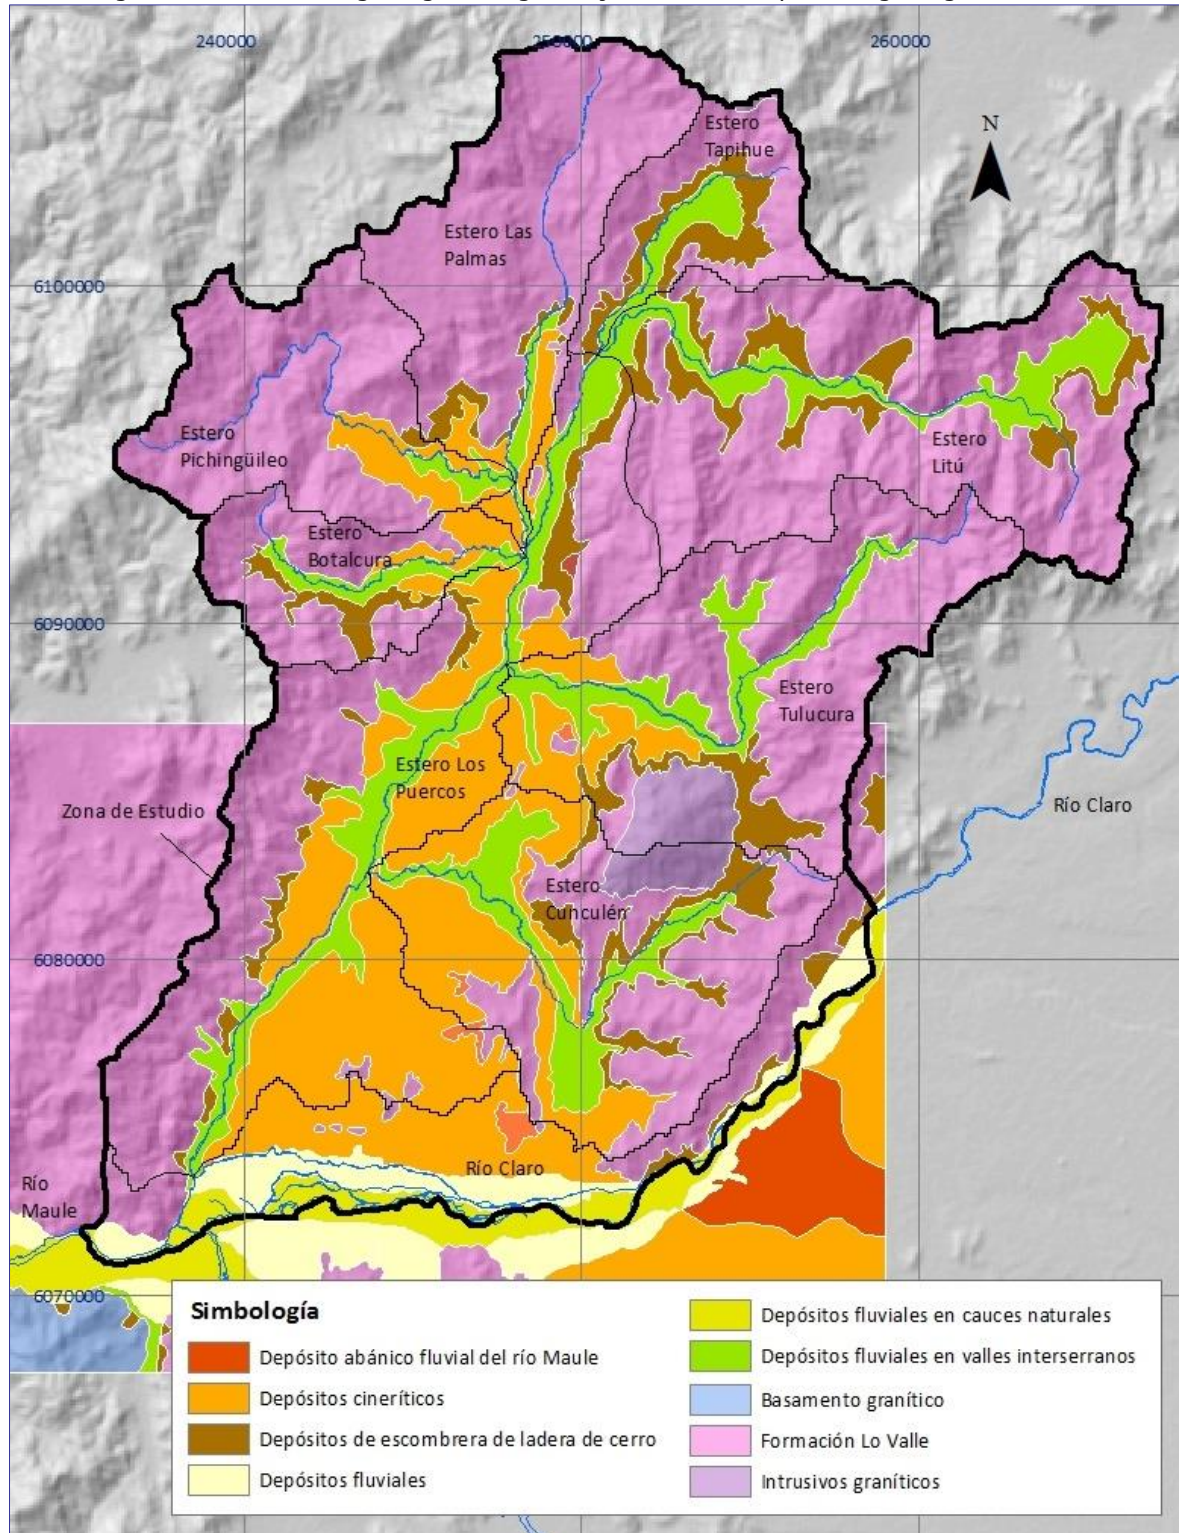 240000
260000
N
Estero
Tapihue
Estero Las
Palmas
6100000
Estero
Pichingüileo
Estero
Litú
Estero
Botalcura
6090000
Estero
Tulucura
Estero Los
Puercos
Zona de Estudio
Río Claro
Estero
Cunculén
6080000
Río Claro
Río
Maule
6070000
Simbología
Depósito abánico fluvial del río Maule
Depósitos cineríticos
Depósitos de escombrera de ladera de cerro
Depósitos fluviales
Depósitos fluviales en cauces naturales
Depósitos fluviales en valles interserranos
Basamento granítico
Formación Lo Valle
Intrusivos graníticos